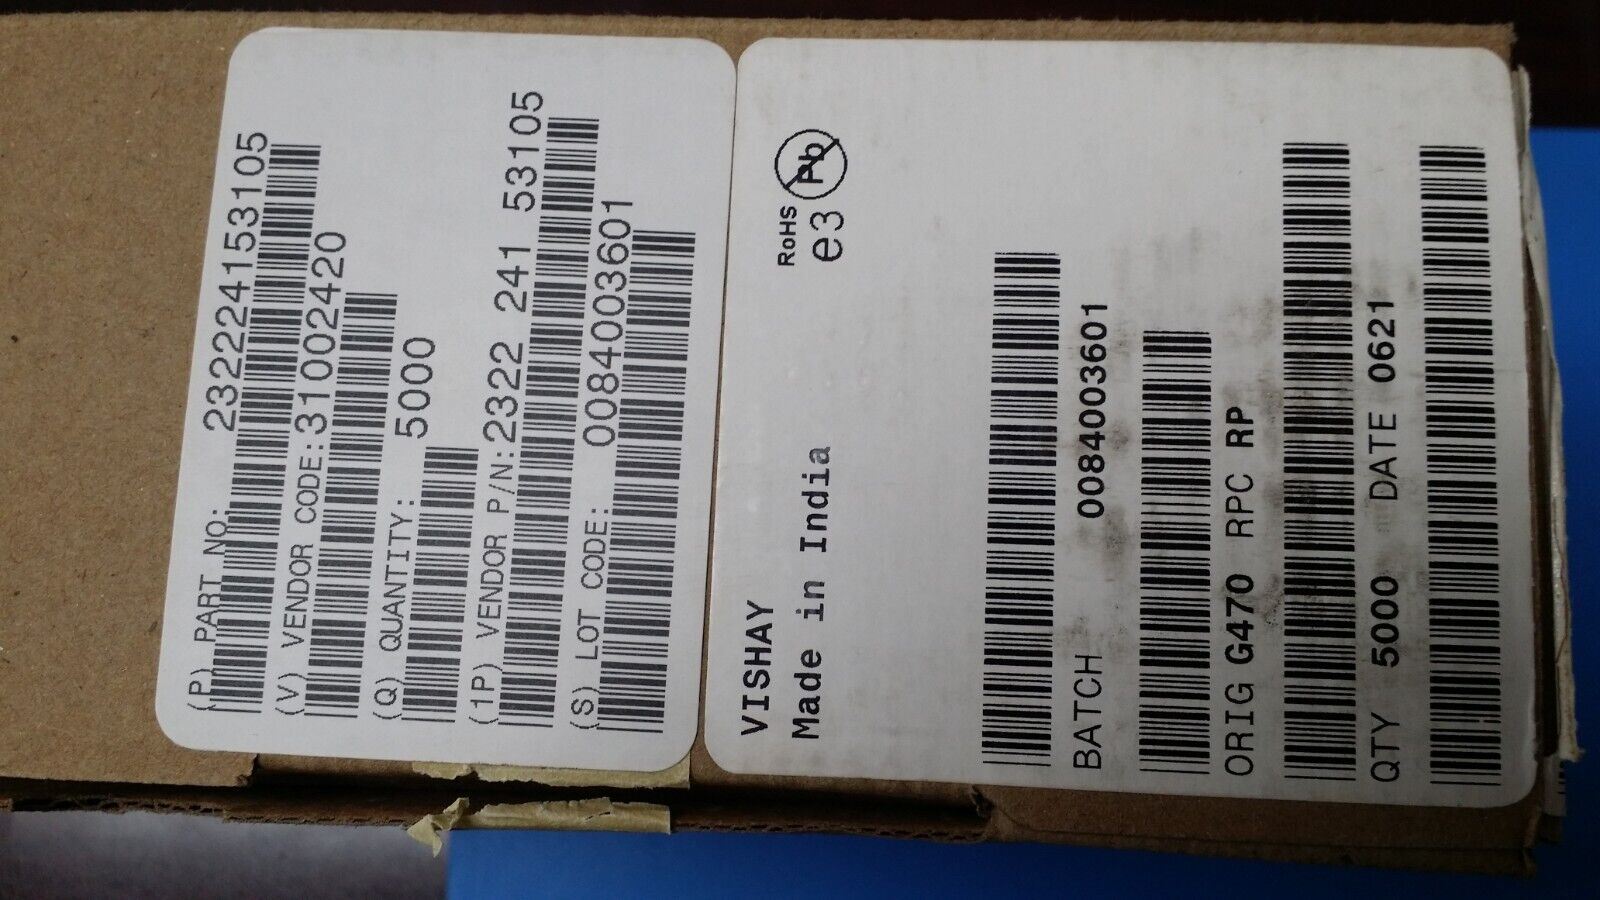 (P) PART NO: 232224153105
(V) VENDOR CODE:31002420
(Q) QUANTITY: 5000
(1P) VENDOR P/N:2322 241 53105
(S) LOT CODE: 0084003601
VISHAY
Made in India
RoHS
e3 Pb
BATCH 0084003601
ORIG G470 RPC RP
QTY 5000 DATE 0621